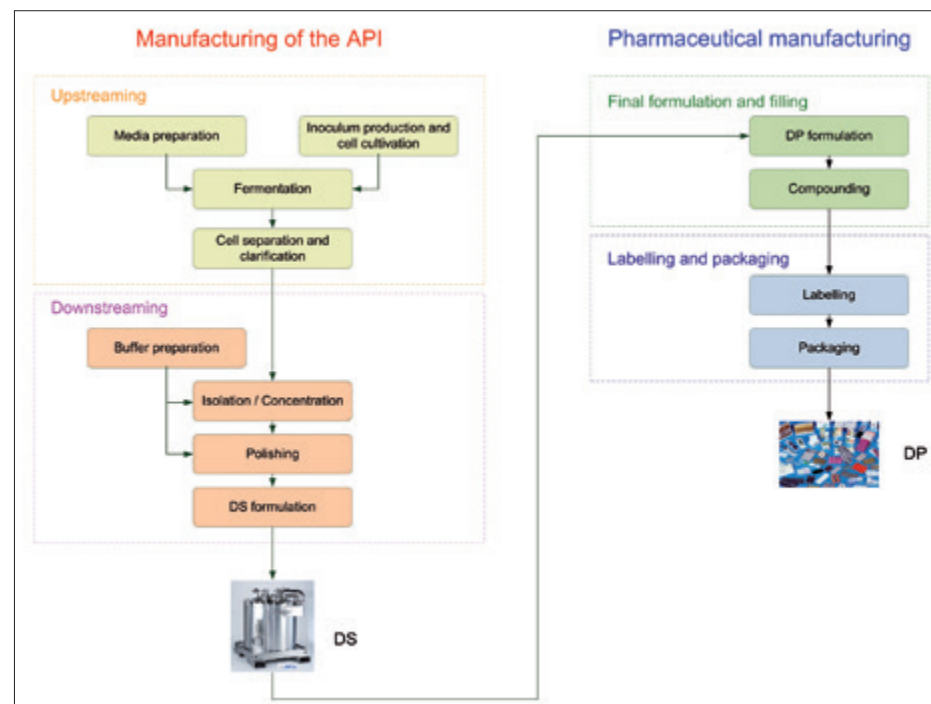 Manufacturing of the API
Upstreaming
Media preparation
Inoculum production and
cell cultivation
Fermentation
Cell separation and
clarification
Downstreaming
Buffer preparation
Isolation / Concentration
Polishing
DS formulation
DS
Pharmaceutical manufacturing
Final formulation and filling
DP formulation
Compounding
Labelling and packaging
Labelling
Packaging
DP